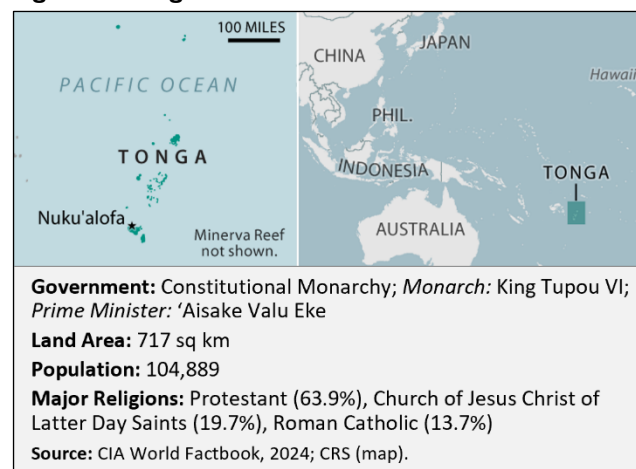 100 MILES
PACIFIC OCEAN
TONGA
Nuku'alofa
Minerva Reef
not shown.
CHINA
JAPAN
Hawaii
PHIL.
INDONESIA
TONGA
AUSTRALIA
Government: Constitutional Monarchy; Monarch: King Tupou VI;
Prime Minister: ‘Aisake Valu Eke
Land Area: 717 sq km
Population: 104,889
Major Religions: Protestant (63.9%), Church of Jesus Christ of
Latter Day Saints (19.7%), Roman Catholic (13.7%)
Source: CIA World Factbook, 2024; CRS (map).